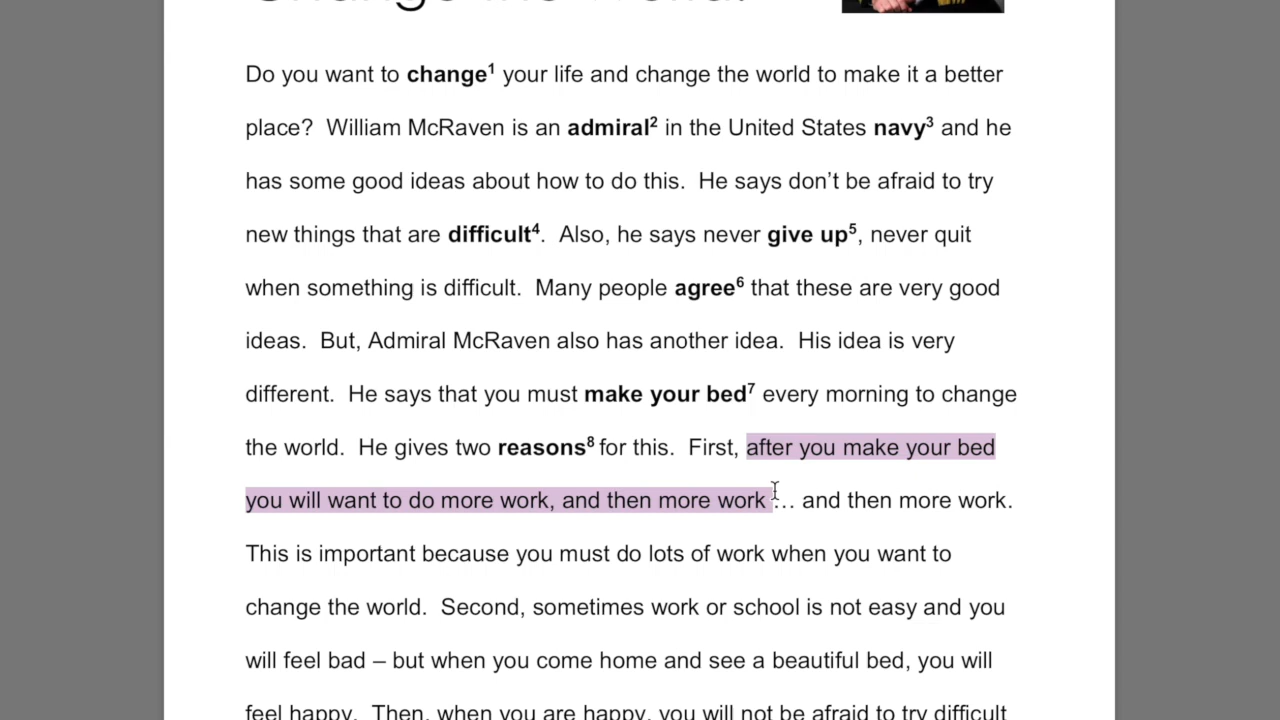 Change the World!
Do you want to change¹ your life and change the world to make it a better
place?  William McRaven is an admiral² in the United States navy³ and he
has some good ideas about how to do this.  He says don’t be afraid to try
new things that are difficult⁴.  Also, he says never give up⁵, never quit
when something is difficult.  Many people agree⁶ that these are very good
ideas.  But, Admiral McRaven also has another idea.  His idea is very
different.  He says that you must make your bed⁷ every morning to change
the world.  He gives two reasons⁸ for this.  First, after you make your bed
you will want to do more work, and then more work … and then more work.
This is important because you must do lots of work when you want to
change the world.  Second, sometimes work or school is not easy and you
will feel bad – but when you come home and see a beautiful bed, you will
feel happy.  Then, when you are happy, you will not be afraid to try difficult